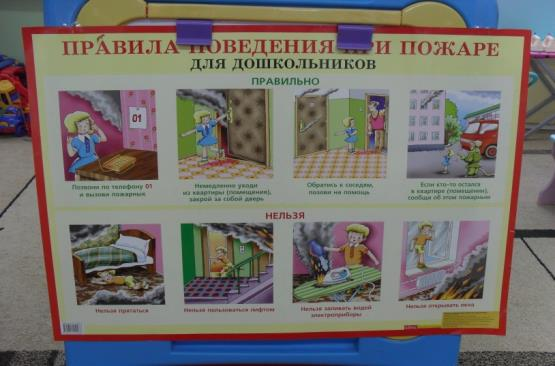 ПРАВИЛА ПОВЕДЕНИЯ ПРИ ПОЖАРЕ
ДЛЯ ДОШКОЛЬНИКОВ
ПРАВИЛЬНО
01
Позвони по телефону 01
и вызови пожарных
Немедленно уходи
из квартиры (помещения),
закрой за собой дверь
Обратись к соседям,
позови на помощь
Если кто-то остался
в квартире (помещении),
сообщи об этом пожарным
НЕЛЬЗЯ
Нельзя прятаться
Нельзя пользоваться лифтом
Нельзя заливать водой
электроприборы
Нельзя открывать окна